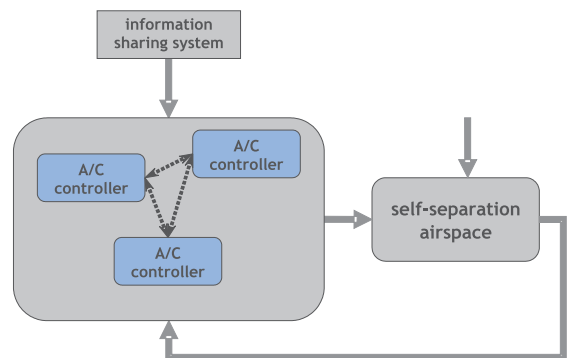 information
sharing system
A/C
controller
A/C
controller
A/C
controller
self-separation
airspace